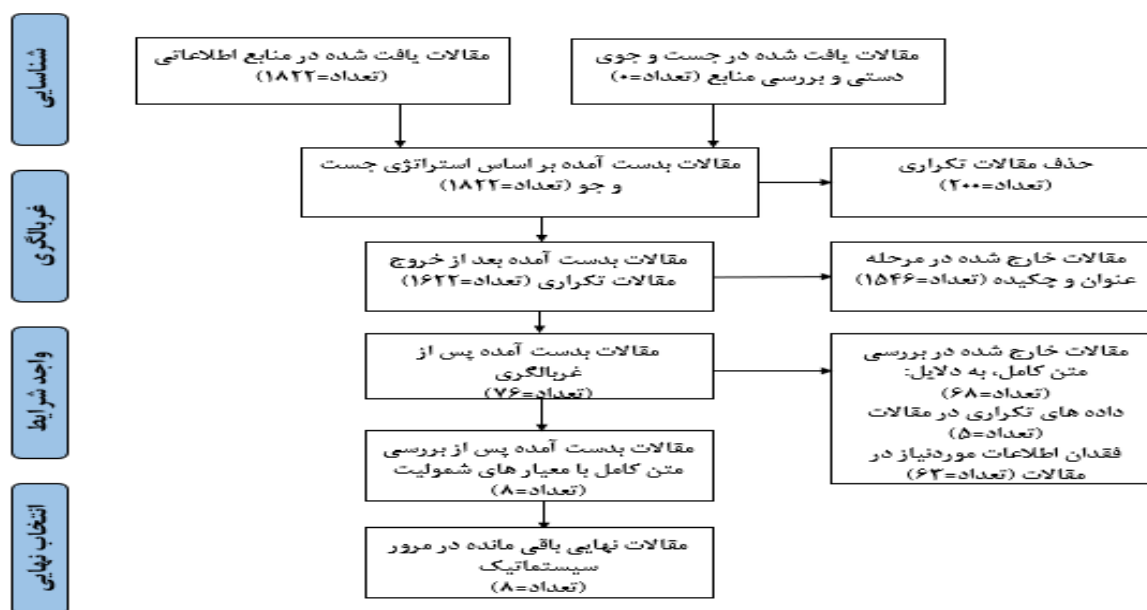 شناسایی
مقالات یافت شده در جست و جوی
دستی و بررسی منابع (تعداد=۰)
مقالات یافت شده در منابع اطلاعاتی
(تعداد=۱۸۲۲)
غربالگری
مقالات بدست آمده بر اساس استراتژی جست
و جو (تعداد=۱۸۲۲)
حذف مقالات تکراری
(تعداد=۲۰۰)
مقالات بدست آمده بعد از خروج
مقالات تکراری (تعداد=۱۶۲۲)
مقالات خارج شده در مرحله
عنوان و چکیده (تعداد=۱۵۴۶)
واجد شرایط
مقالات بدست آمده پس از
غربالگری
(تعداد=۷۶)
مقالات خارج شده در بررسی
متن کامل، به دلایل:
(تعداد=۶۸)
داده های تکراری در مقالات
(تعداد=۵)
فقدان اطلاعات موردنیاز در
مقالات (تعداد=۶۳)
مقالات بدست آمده پس از بررسی
متن کامل با معیار های شمولیت
(تعداد=۸)
انتخاب نهایی
مقالات نهایی باقی مانده در مرور
سیستماتیک
(تعداد=۸)